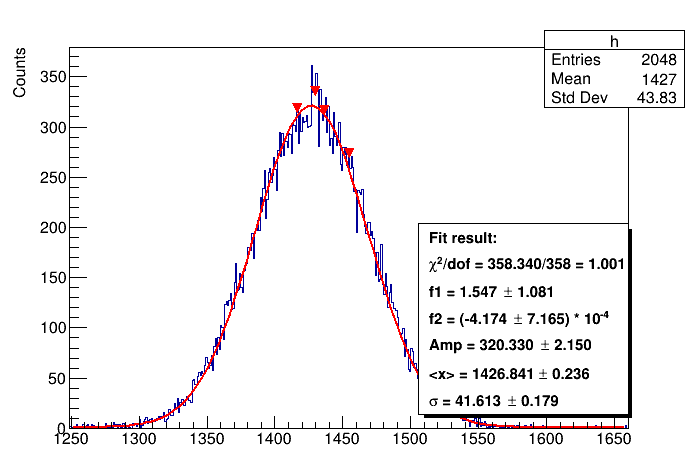 h
Entries 2048
Mean 1427
Std Dev 43.83
Counts
350
300
250
200
150
100
50
0
Fit result:
χ²/dof = 358.340/358 = 1.001
f1 = 1.547 ± 1.081
f2 = (-4.174 ± 7.165) * 10⁻⁴
Amp = 320.330 ± 2.150
<x> = 1426.841 ± 0.236
σ = 41.613 ± 0.179
1250 1300 1350 1400 1450 1500 1550 1600 1650